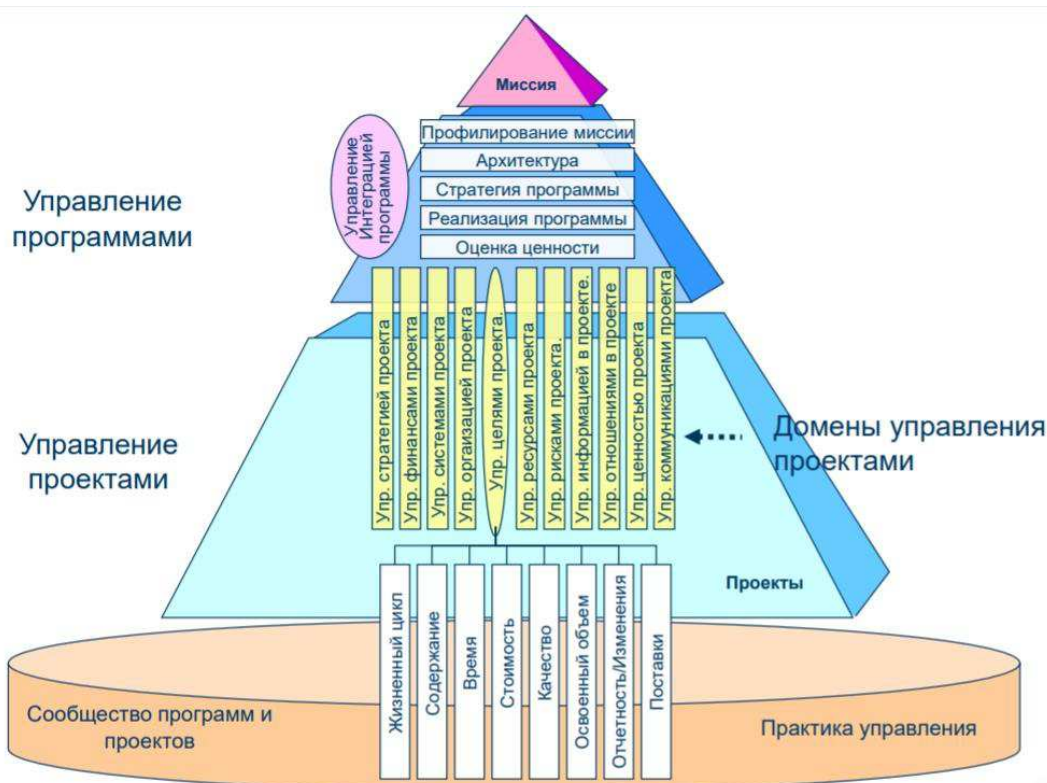 Миссия
Управление
программами
Управление
Интеграцией
программы
Профилирование миссии
Архитектура
Стратегия программы
Реализация программы
Оценка ценности
Управление
проектами
Упр. стратегией проекта
Упр. финансами проекта
Упр. системами проекта
Упр. организацией проекта
Упр. целями проекта.
Упр. ресурсами проекта
Упр. рисками проекта.
Упр. информацией в проекте.
Упр. отношениями в проекте
Упр. ценностью проекта
Упр. коммуникациями проекта
Домены управления
проектами
Проекты
Жизненный цикл
Содержание
Время
Стоимость
Качество
Освоенный объем
Отчетность/Изменения
Поставки
Сообщество программ и
проектов
Практика управления